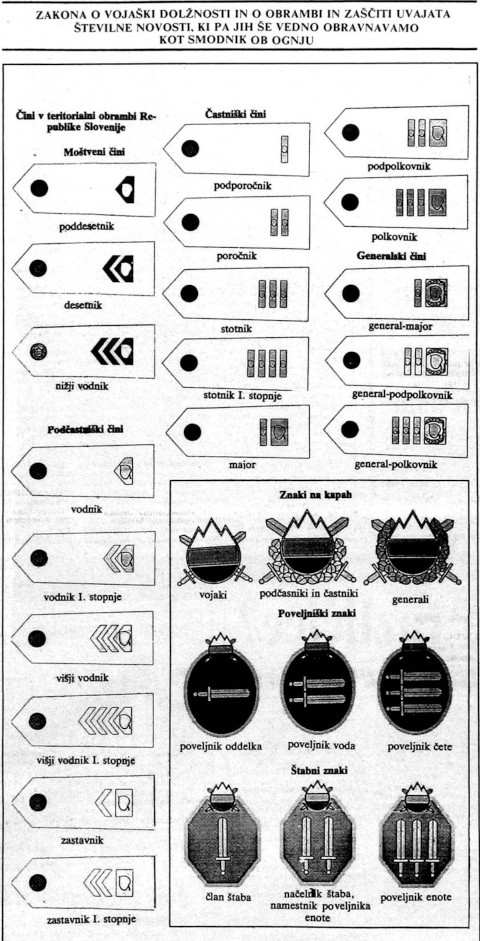 ZAKONA O VOJAŠKI DOLŽNOSTI IN O OBRAMBI IN ZAŠČITI UVAJATA
ŠTEVILNE NOVOSTI, KI PA JIH ŠE VEDNO OBRAVNAVAMO
KOT SMODNIK OB OGNJU
Čini v teritorialni obrambi Re-
publike Slovenije
Moštveni čini
poddesetnik
desetnik
nižji vodnik
Podčastniški čini
vodnik
vodnik I. stopnje
višji vodnik
višji vodnik I. stopnje
zastavnik
zastavnik I. stopnje
Častniški čini
podporočnik
poročnik
stotnik
stotnik I. stopnje
major
podpolkovnik
polkovnik
Generalski čini
general-major
general-podpolkovnik
general-polkovnik
Znaki na kapah
vojaki
podčasniki in častniki
generali
Poveljniški znaki
poveljnik oddelka
poveljnik voda
poveljnik čete
Štabni znaki
član štaba
načelnik štaba,
namestnik poveljnika
enote
poveljnik enote